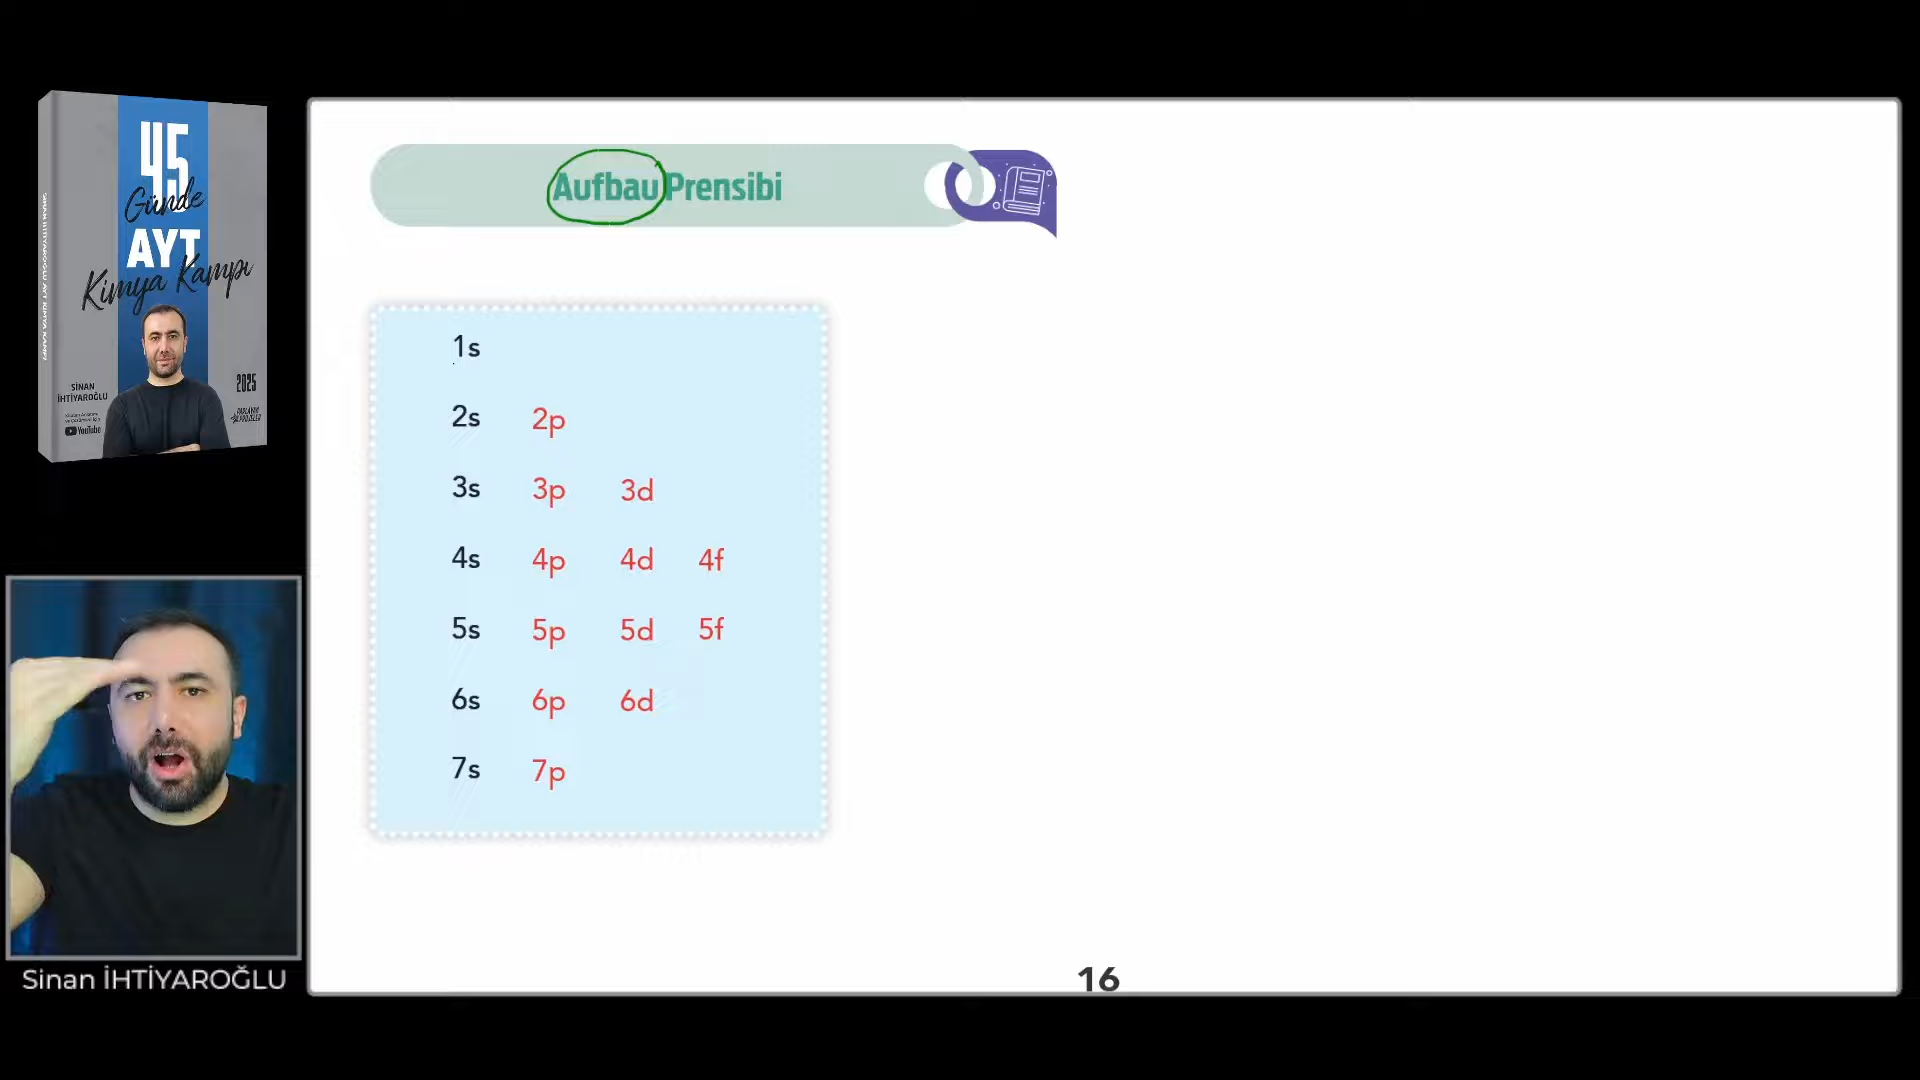 45
Günde
AYT
Kimya Kampı
SİNAN
İHTİYAROĞLU
2025
YouTube
Aufbau Prensibi
1s
2s 2p
3s 3p 3d
4s 4p 4d 4f
5s 5p 5d 5f
6s 6p 6d
7s 7p
16
Sinan İHTİYAROĞLU